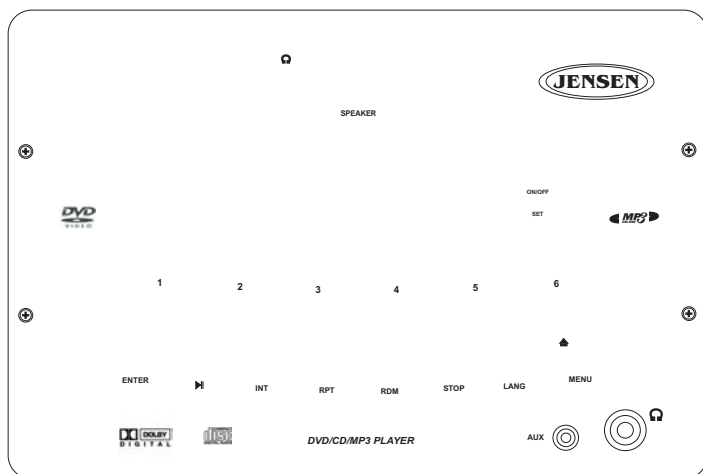 JENSEN
SPEAKER
ON/OFF
SET
DVD
VIDEO
MP3
1 2 3 4 5 6
ENTER INT RPT RDM STOP LANG MENU
DOLBY
DIGITAL
disc
DVD/CD/MP3 PLAYER
AUX